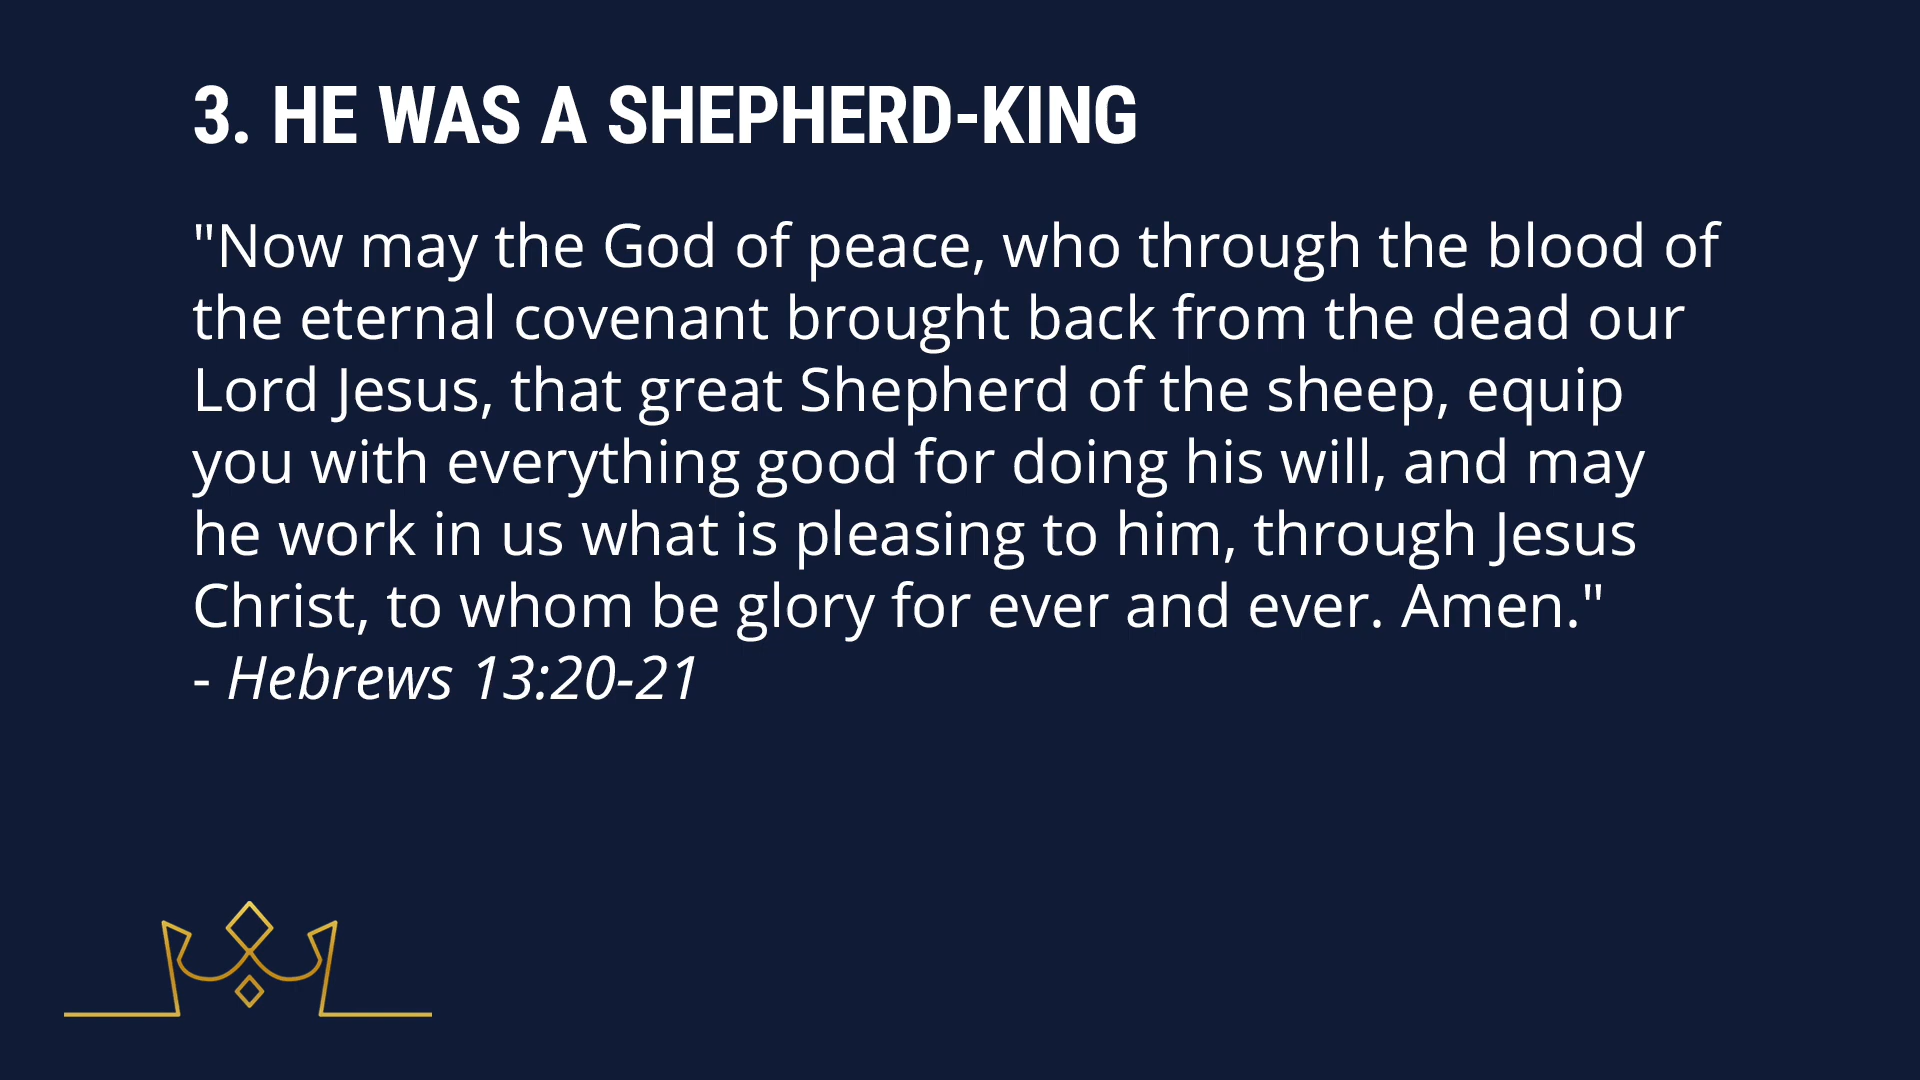 3. HE WAS A SHEPHERD-KING
"Now may the God of peace, who through the blood of
the eternal covenant brought back from the dead our
Lord Jesus, that great Shepherd of the sheep, equip
you with everything good for doing his will, and may
he work in us what is pleasing to him, through Jesus
Christ, to whom be glory for ever and ever. Amen."
- Hebrews 13:20-21